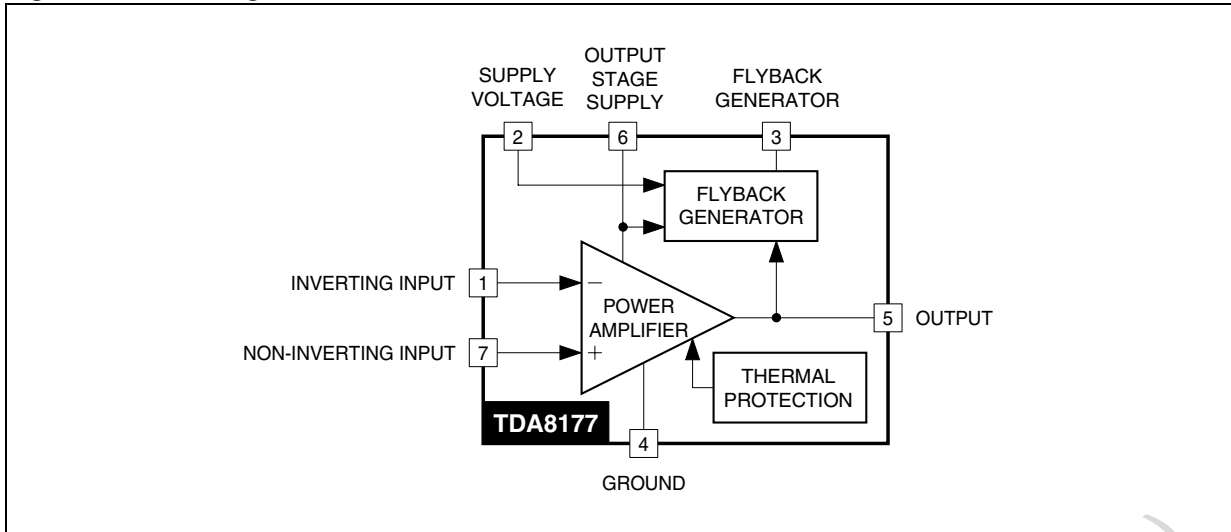 SUPPLY
VOLTAGE
OUTPUT
STAGE
SUPPLY
FLYBACK
GENERATOR
2
6
3
FLYBACK
GENERATOR
INVERTING INPUT
1
−
POWER
AMPLIFIER
5
OUTPUT
NON-INVERTING INPUT
7
+
THERMAL
PROTECTION
TDA8177
4
GROUND